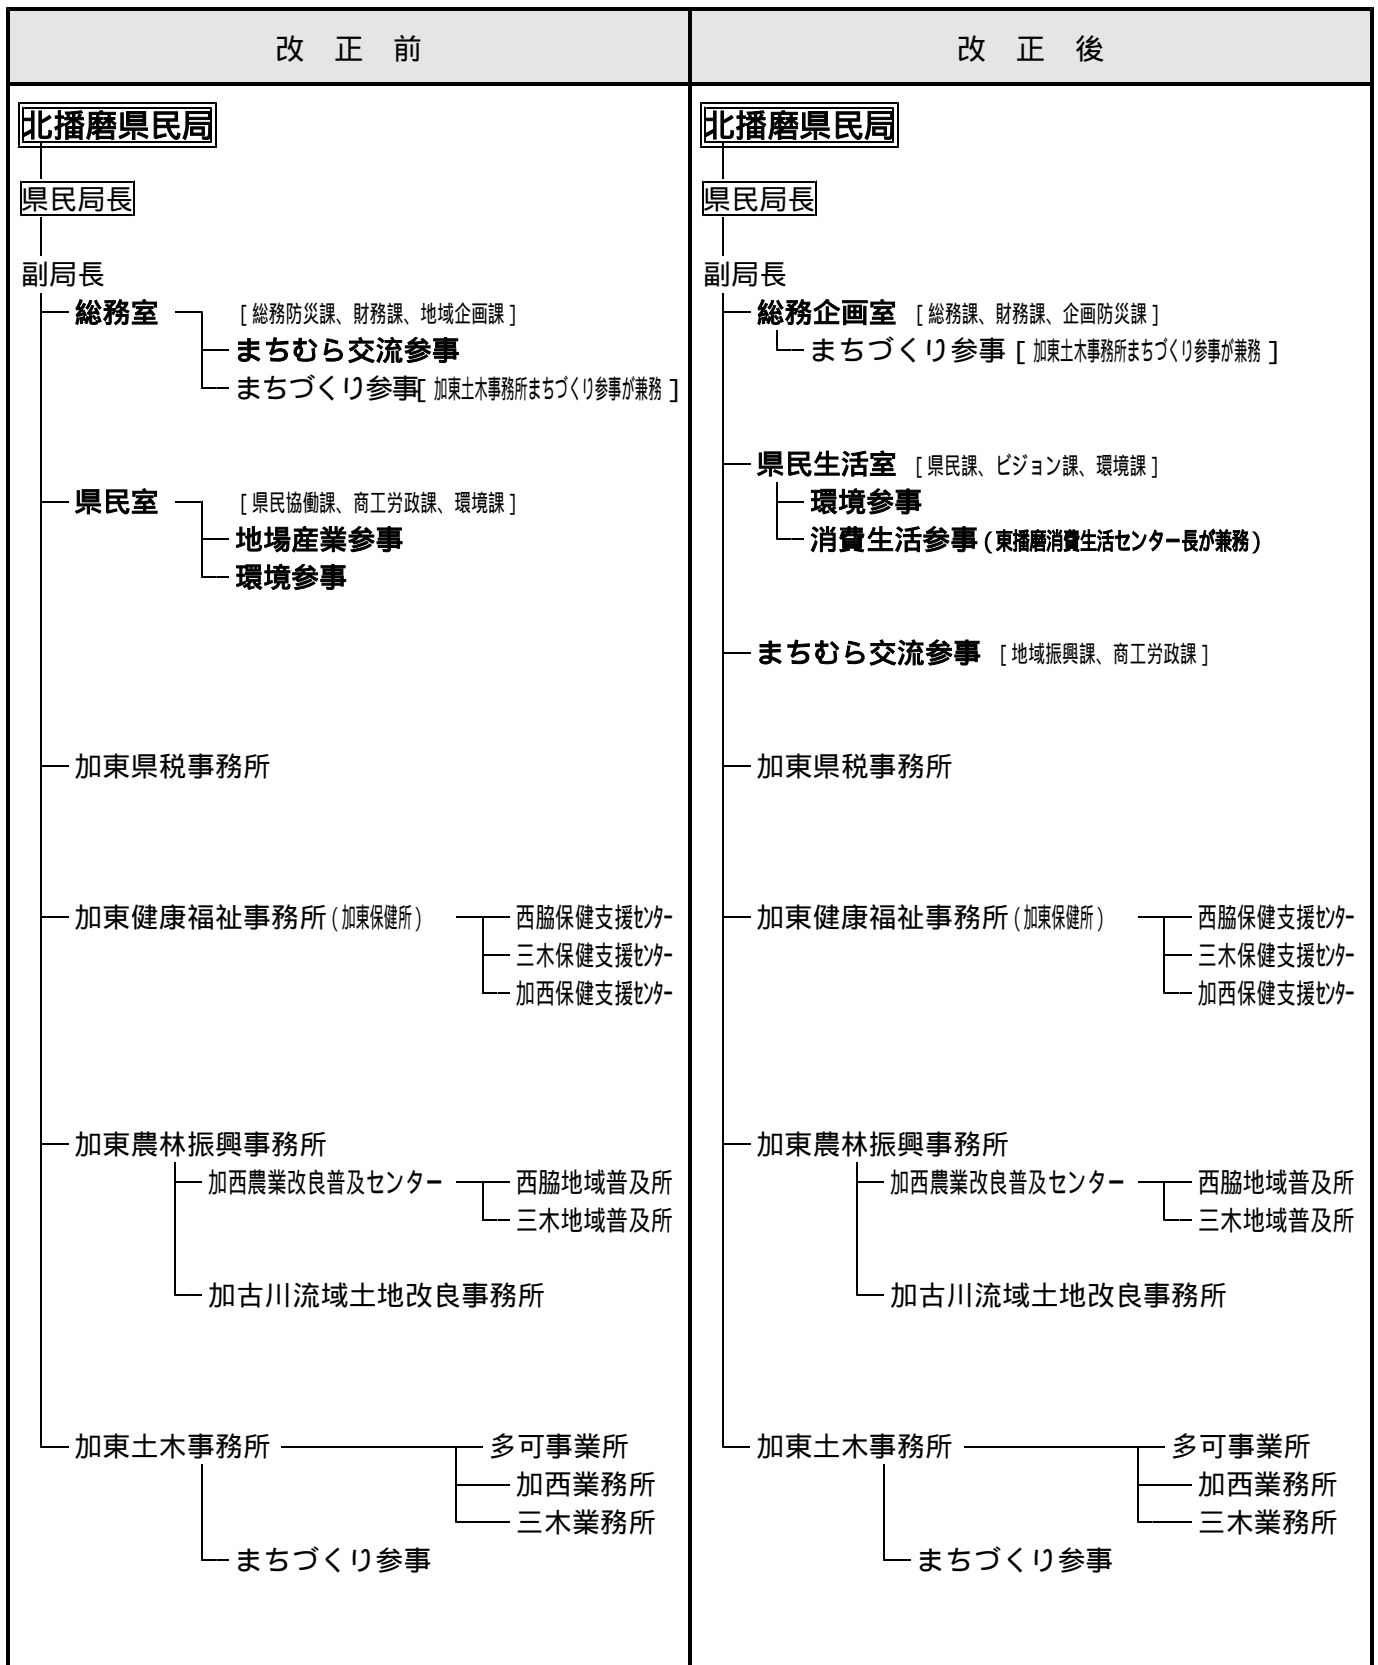 改 正 前
北播磨県民局
県民局長
副局長
総務室 [ 総務防災課、財務課、地域企画課 ]
まちむら交流参事
まちづくり参事[ 加東土木事務所まちづくり参事が兼務 ]
県民室 [ 県民協働課、商工労政課、環境課 ]
地場産業参事
環境参事
加東県税事務所
加東健康福祉事務所 ( 加東保健所 ) 西脇保健支援ｾﾝﾀｰ
三木保健支援ｾﾝﾀｰ
加西保健支援ｾﾝﾀｰ
加東農林振興事務所
加西農業改良普及センター 西脇地域普及所
三木地域普及所
加古川流域土地改良事務所
加東土木事務所 多可事業所
加西業務所
三木業務所
まちづくり参事
改 正 後
北播磨県民局
県民局長
副局長
総務企画室 [ 総務課、財務課、企画防災課 ]
まちづくり参事 [ 加東土木事務所まちづくり参事が兼務 ]
県民生活室 [ 県民課、ビジョン課、環境課 ]
環境参事
消費生活参事 ( 東播磨消費生活センター長が兼務 )
まちむら交流参事 [ 地域振興課、商工労政課 ]
加東県税事務所
加東健康福祉事務所 ( 加東保健所 ) 西脇保健支援ｾﾝﾀｰ
三木保健支援ｾﾝﾀｰ
加西保健支援ｾﾝﾀｰ
加東農林振興事務所
加西農業改良普及センター 西脇地域普及所
三木地域普及所
加古川流域土地改良事務所
加東土木事務所 多可事業所
加西業務所
三木業務所
まちづくり参事